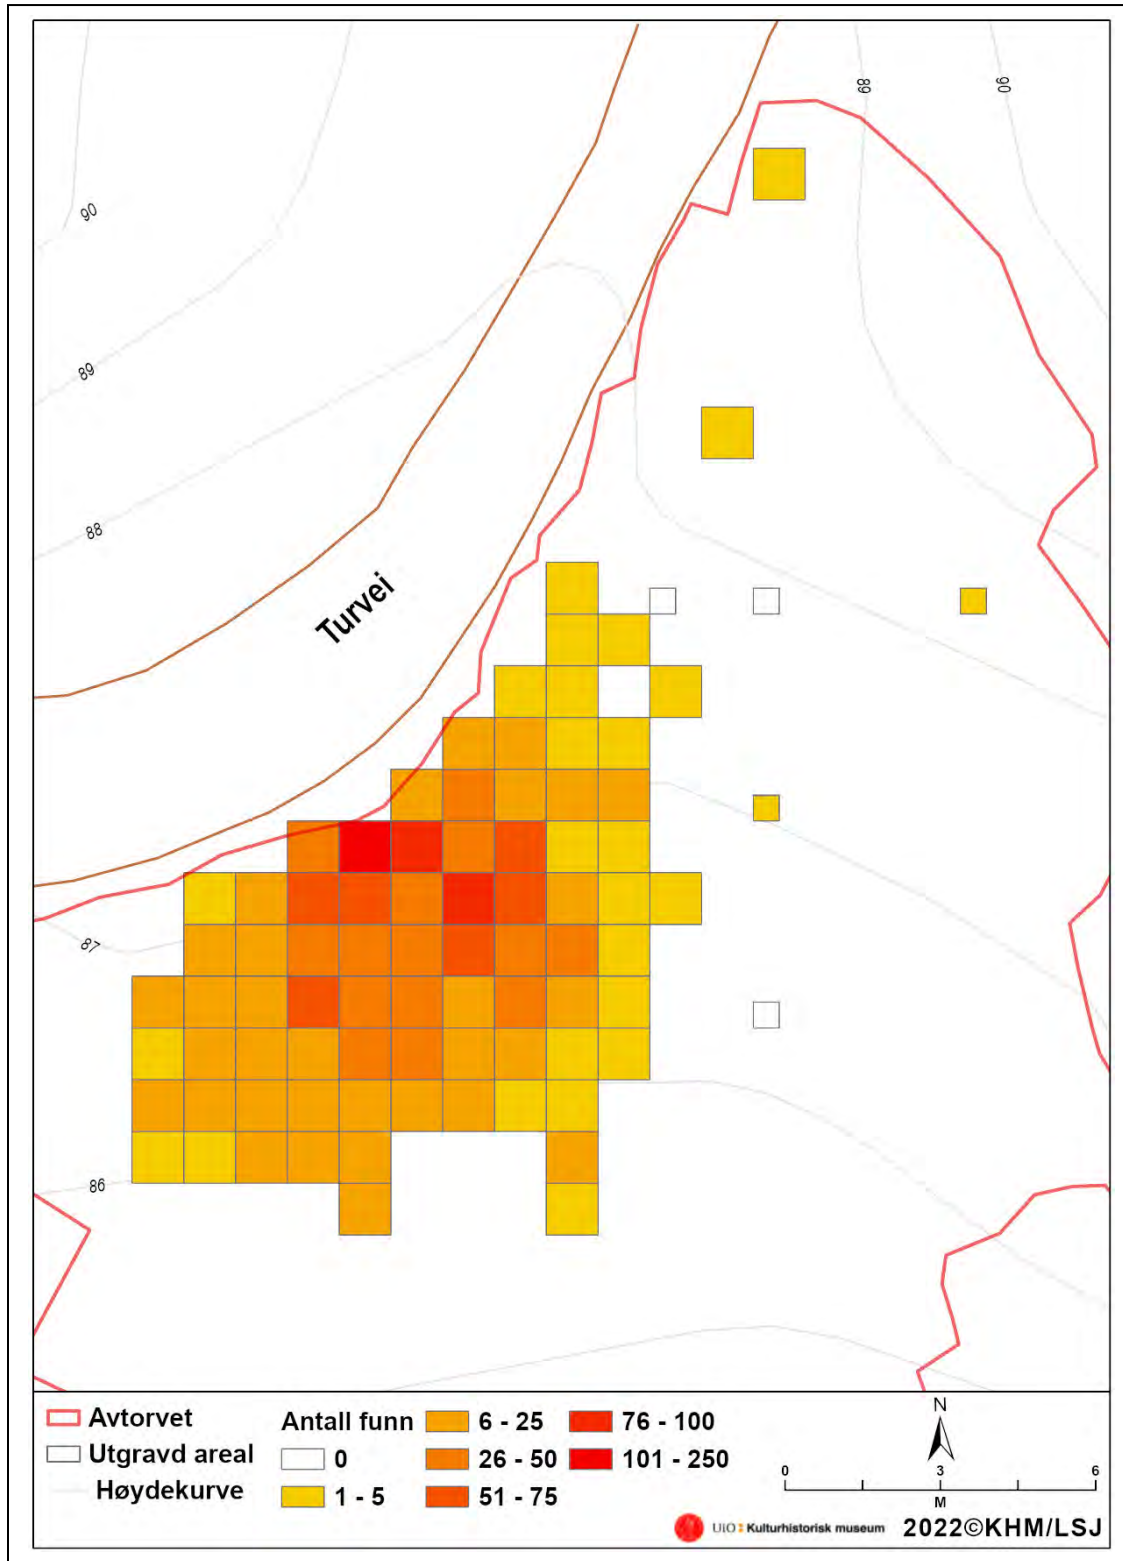 89
90
90
89
88
Turvei
87
86
Avtorvet
Utgravd areal
Høydekurve
Antall funn
0
1 - 5
6 - 25
26 - 50
51 - 75
76 - 100
101 - 250
N
0 3 6
M
UiO Kulturhistorisk museum
2022©KHM/LSJ